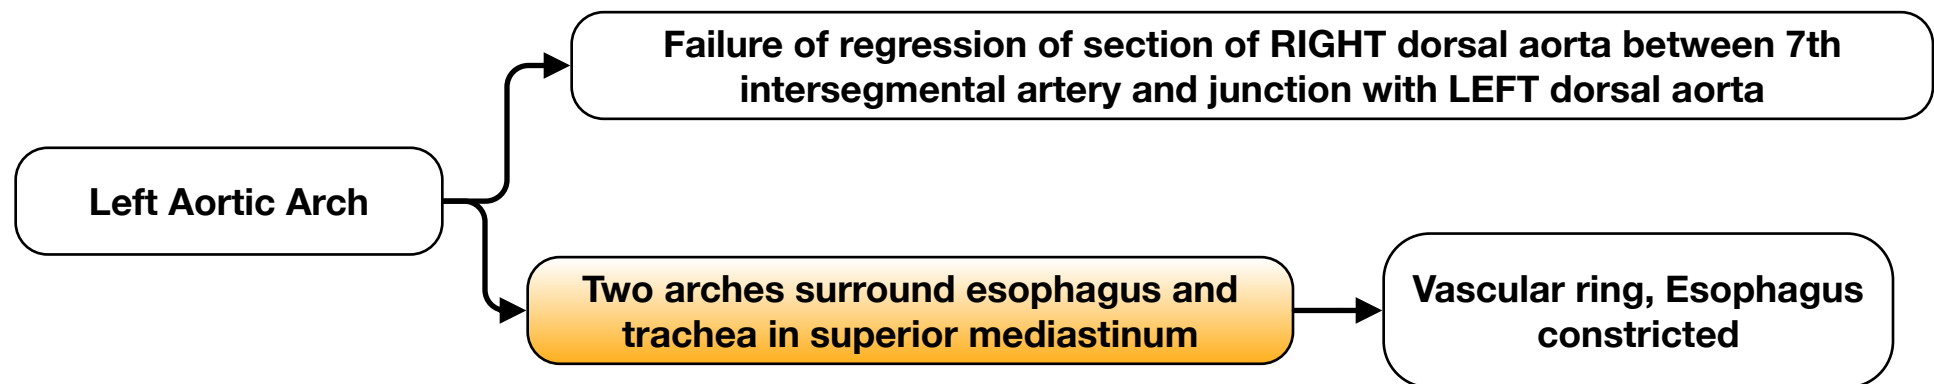 Failure of regression of section of RIGHT dorsal aorta between 7th
intersegmental artery and junction with LEFT dorsal aorta
Left Aortic Arch
Two arches surround esophagus and
trachea in superior mediastinum
Vascular ring, Esophagus
constricted